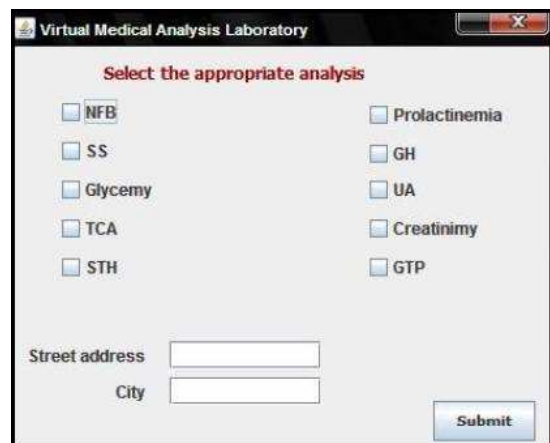 Virtual Medical Analysis Laboratory
Select the appropriate analysis
NFB
Prolactinemia
SS
GH
Glycemy
UA
TCA
Creatinimy
STH
GTP
Street address
City
Submit